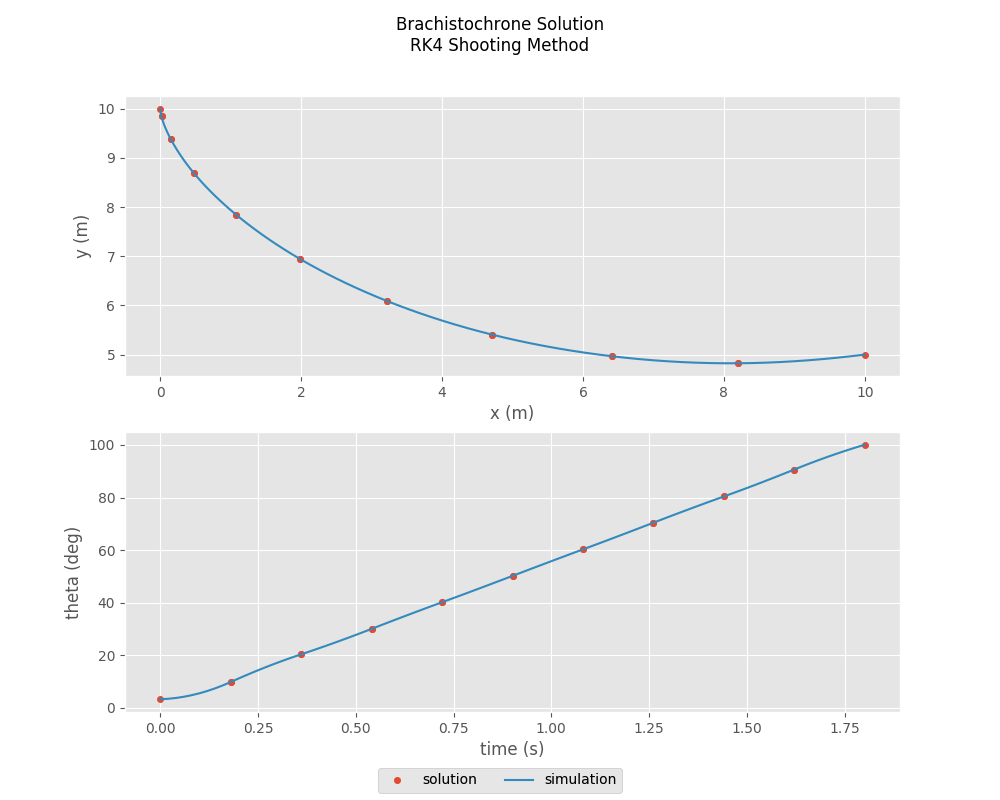 Brachistochrone Solution
RK4 Shooting Method
10
9
8
7
6
5
y (m)
0 2 4 6 8 10
x (m)
100
80
60
40
20
0
theta (deg)
0.00 0.25 0.50 0.75 1.00 1.25 1.50 1.75
time (s)
solution simulation